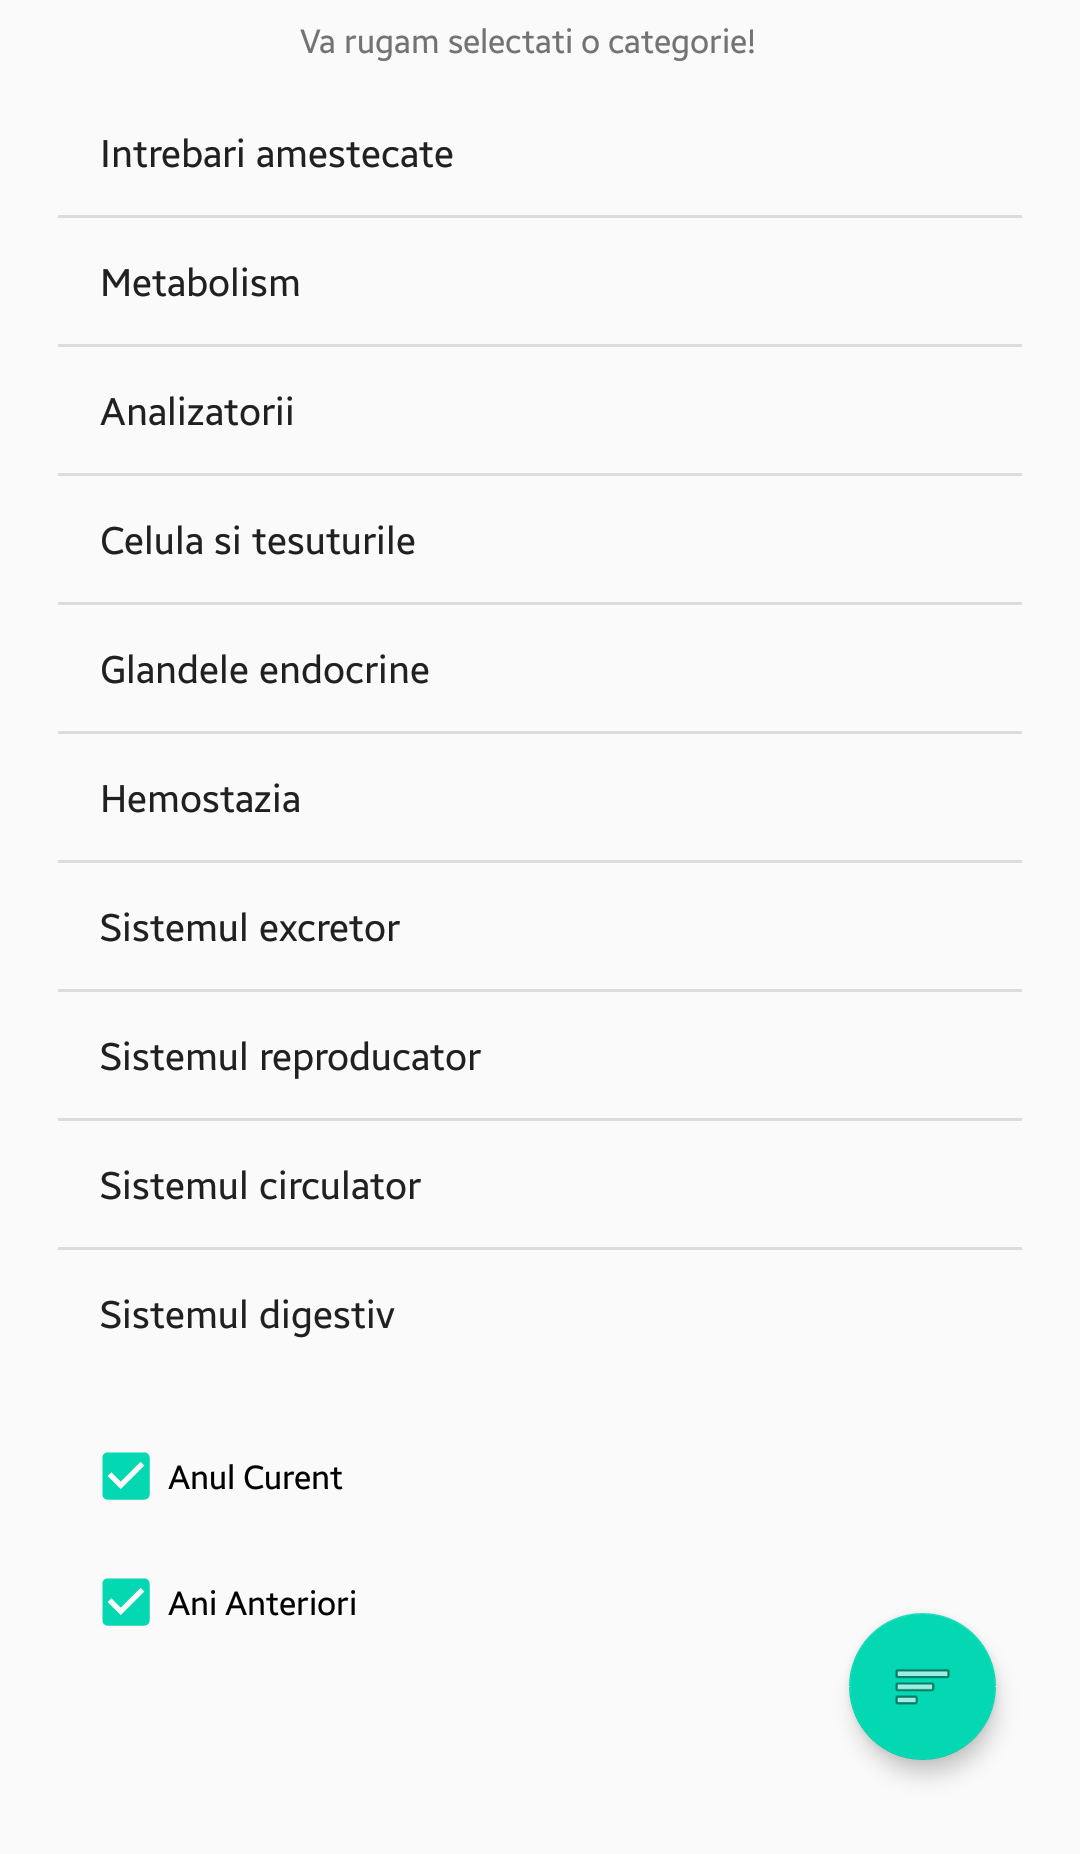 Va rugam selectati o categorie!
Intrebari amestecate
Metabolism
Analizatorii
Celula si tesuturile
Glandele endocrine
Hemostazia
Sistemul excretor
Sistemul reproducator
Sistemul circulator
Sistemul digestiv
Anul Curent
Ani Anteriori